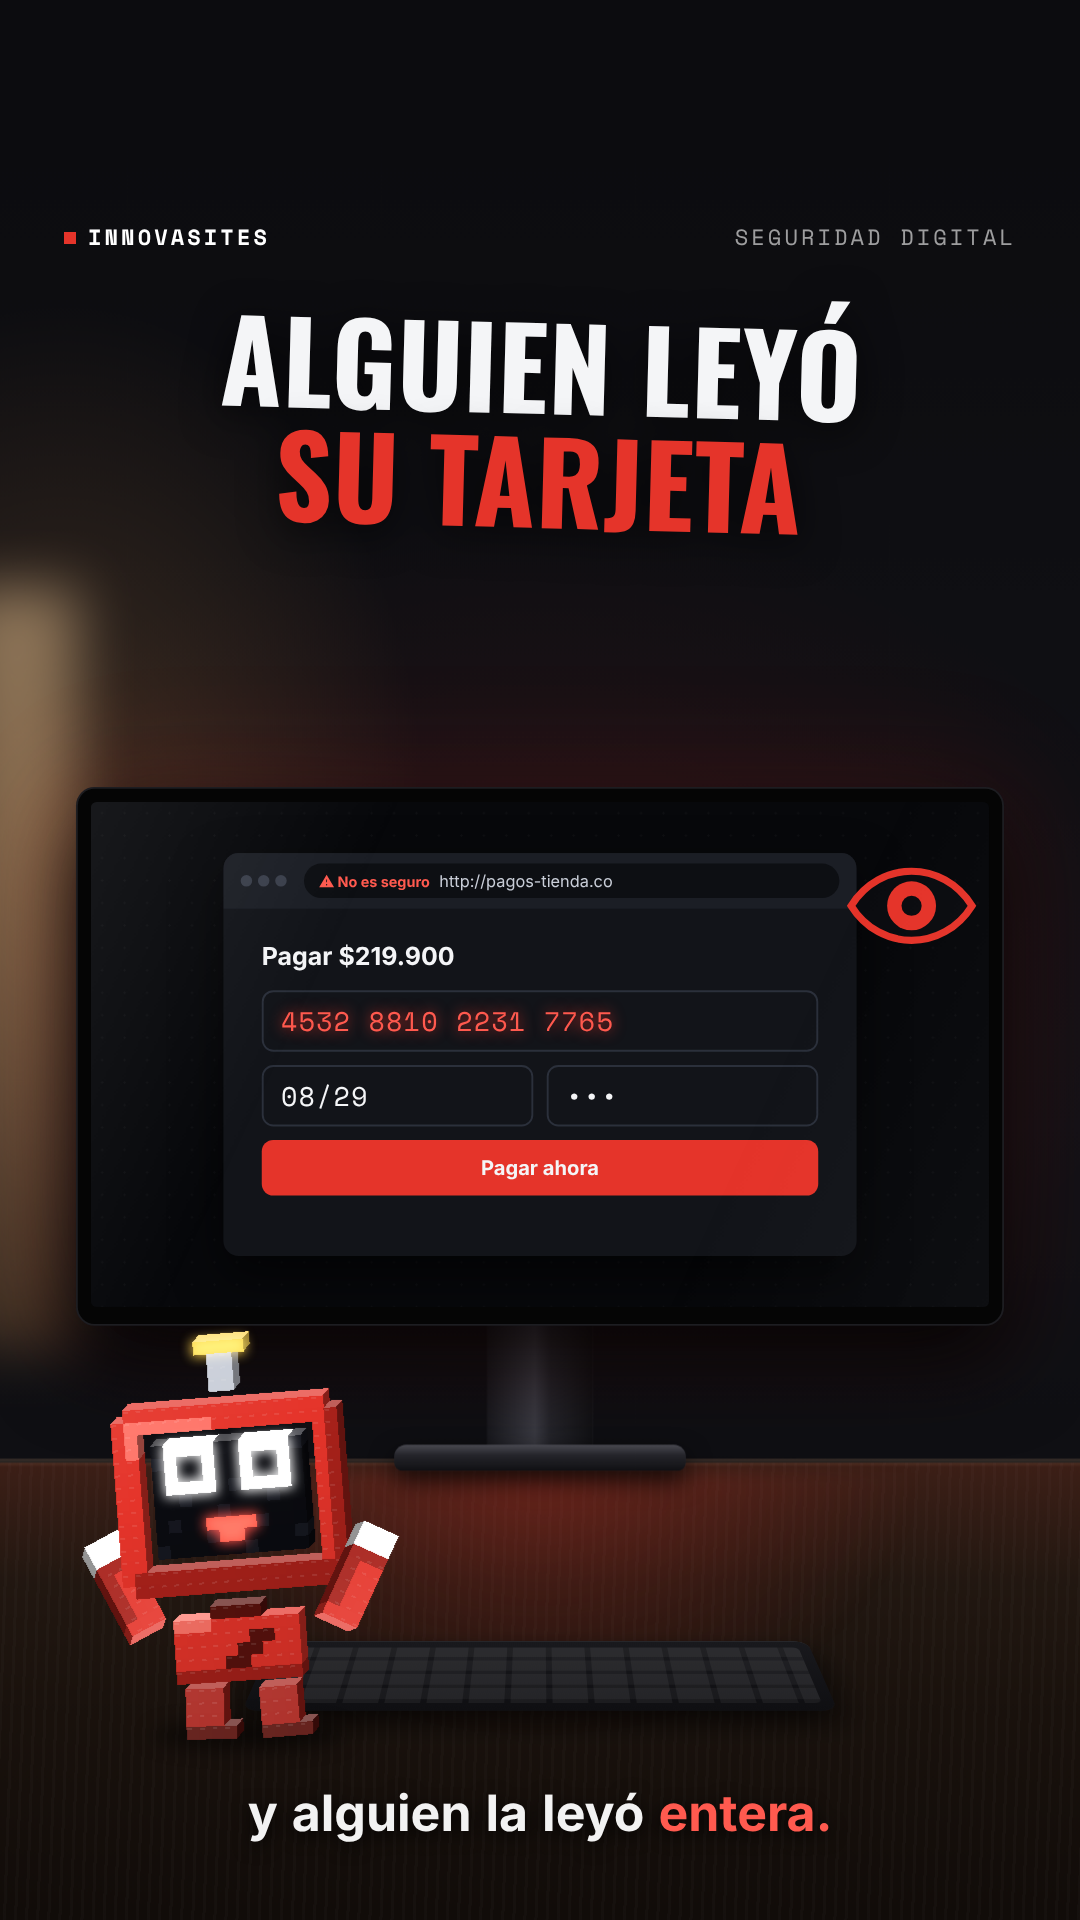 INNOVASITES
SEGURIDAD DIGITAL
ALGUIEN LEYÓ
SU TARJETA
No es seguro http://pagos-tienda.co
Pagar $219.900
4532 8810 2231 7765
08/29
•••
Pagar ahora
y alguien la leyó entera.